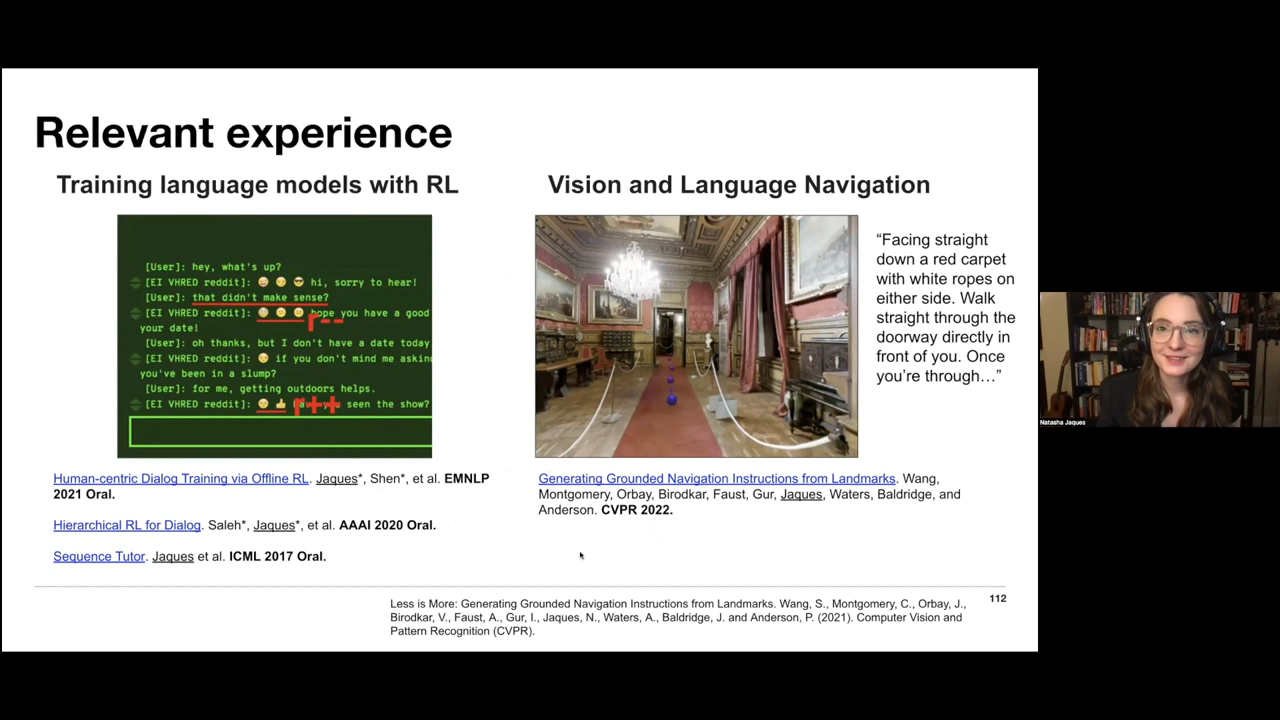 Relevant experience
Training language models with RL
[User]: hey, what's up?
[EI VHRED reddit]: 😄 😏 😎 hi, sorry to hear!
[User]: that didn't make sense?
[EI VHRED reddit]: hope you have a good
r--
your date!
[User]: oh thanks, but I don't have a date today
[EI VHRED reddit]: if you don't mind me asking
you've been in a slump?
[User]: for me, getting outdoors helps.
[EI VHRED reddit]: 👍 seen the show?
r++
Human-centric Dialog Training via Offline RL. Jaques*, Shen*, et al. EMNLP
2021 Oral.
Hierarchical RL for Dialog. Saleh*, Jaques*, et al. AAAI 2020 Oral.
Sequence Tutor. Jaques et al. ICML 2017 Oral.
Vision and Language Navigation
“Facing straight
down a red carpet
with white ropes on
either side. Walk
straight through the
doorway directly in
front of you. Once
you’re through…”
Generating Grounded Navigation Instructions from Landmarks. Wang,
Montgomery, Orbay, Birodkar, Faust, Gur, Jaques, Waters, Baldridge, and
Anderson. CVPR 2022.
Less is More: Generating Grounded Navigation Instructions from Landmarks. Wang, S., Montgomery, C., Orbay, J.,
Birodkar, V., Faust, A., Gur, I., Jaques, N., Waters, A., Baldridge, J. and Anderson, P. (2021). Computer Vision and
Pattern Recognition (CVPR).
112
Natasha Jaques